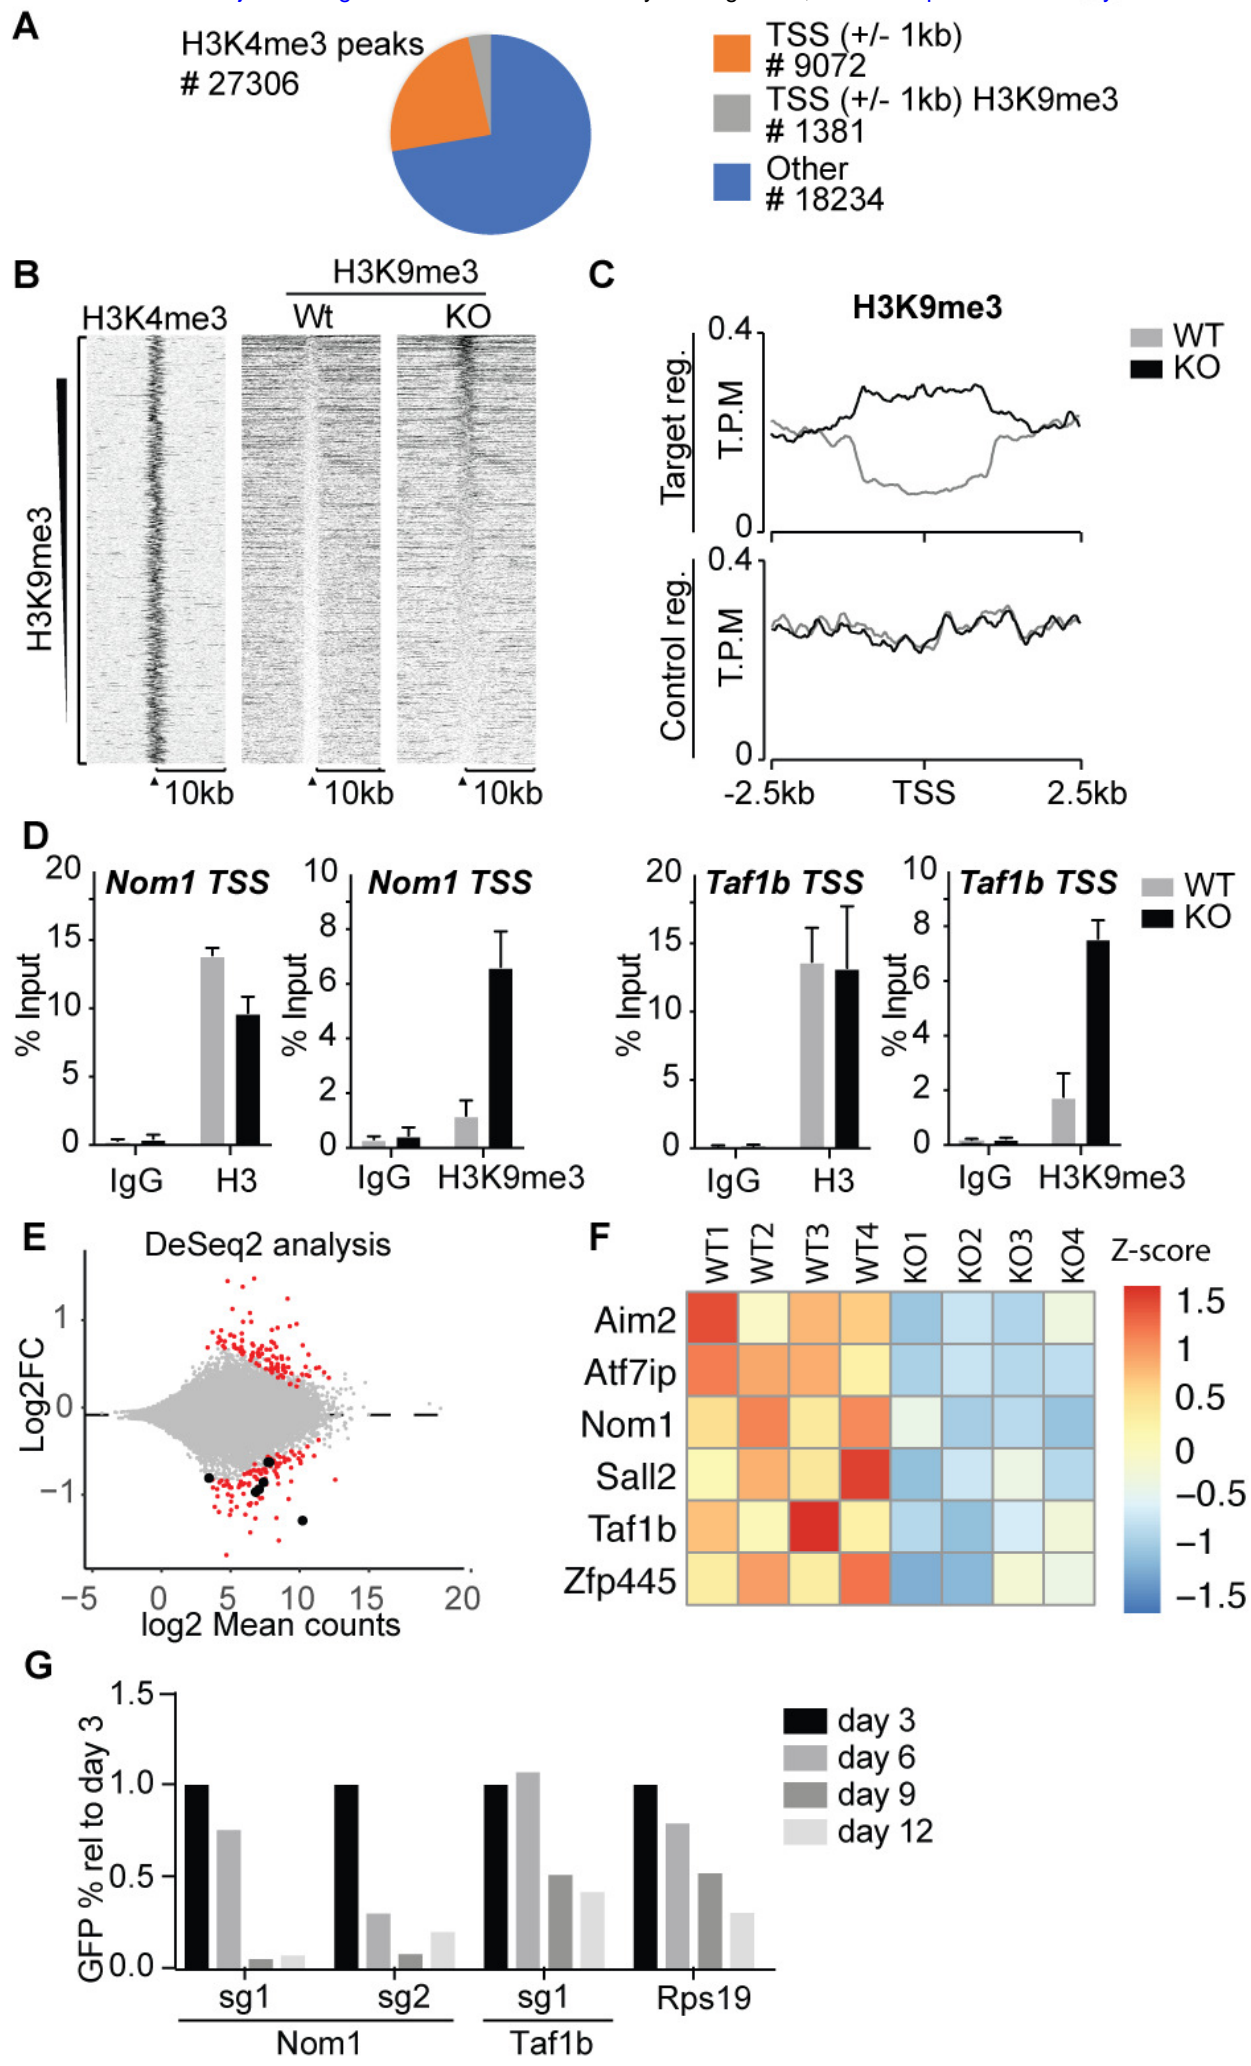 A
H3K4me3 peaks
# 27306
TSS (+/- 1kb)
# 9072
TSS (+/- 1kb) H3K9me3
# 1381
Other
# 18234
B
H3K9me3
H3K4me3 Wt KO
H3K9me3
10kb 10kb 10kb
C
H3K9me3
WT
KO
Target reg.
T.P.M
0.4
0
Control reg.
T.P.M
0.4
0
-2.5kb TSS 2.5kb
D
Nom1 TSS
% Input
20
15
10
5
0
IgG H3
Nom1 TSS
% Input
10
8
6
4
2
0
IgG H3K9me3
Taf1b TSS
% Input
20
15
10
5
0
IgG H3
Taf1b TSS
% Input
10
8
6
4
2
0
IgG H3K9me3
WT
KO
E
DeSeq2 analysis
Log2FC
1
0
−1
−5 0 5 10 15 20
log2 Mean counts
F
WT1 WT2 WT3 WT4 KO1 KO2 KO3 KO4
Aim2
Atf7ip
Nom1
Sall2
Taf1b
Zfp445
Z-score
1.5
1
0.5
0
−0.5
−1
−1.5
G
GFP % rel to day 3
1.5
1.0
0.5
0.0
sg1 sg2 sg1 Rps19
Nom1 Taf1b
day 3
day 6
day 9
day 12